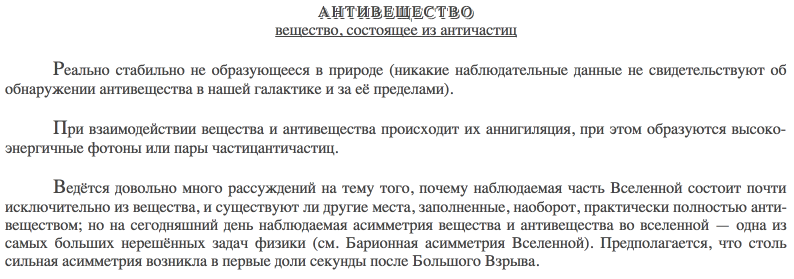 АНТИВЕЩЕСТВО
вещество, состоящее из античастиц
Реально стабильно не образующееся в природе (никакие наблюдательные данные не свидетельствуют об
обнаружении антивещества в нашей галактике и за её пределами).
При взаимодействии вещества и антивещества происходит их аннигиляция, при этом образуются высоко-
энергичные фотоны или пары частицантичастиц.
Ведётся довольно много рассуждений на тему того, почему наблюдаемая часть Вселенной состоит почти
исключительно из вещества, и существуют ли другие места, заполненные, наоборот, практически полностью анти-
веществом; но на сегодняшний день наблюдаемая асимметрия вещества и антивещества во вселенной — одна из
самых больших нерешённых задач физики (см. Барионная асимметрия Вселенной). Предполагается, что столь
сильная асимметрия возникла в первые доли секунды после Большого Взрыва.